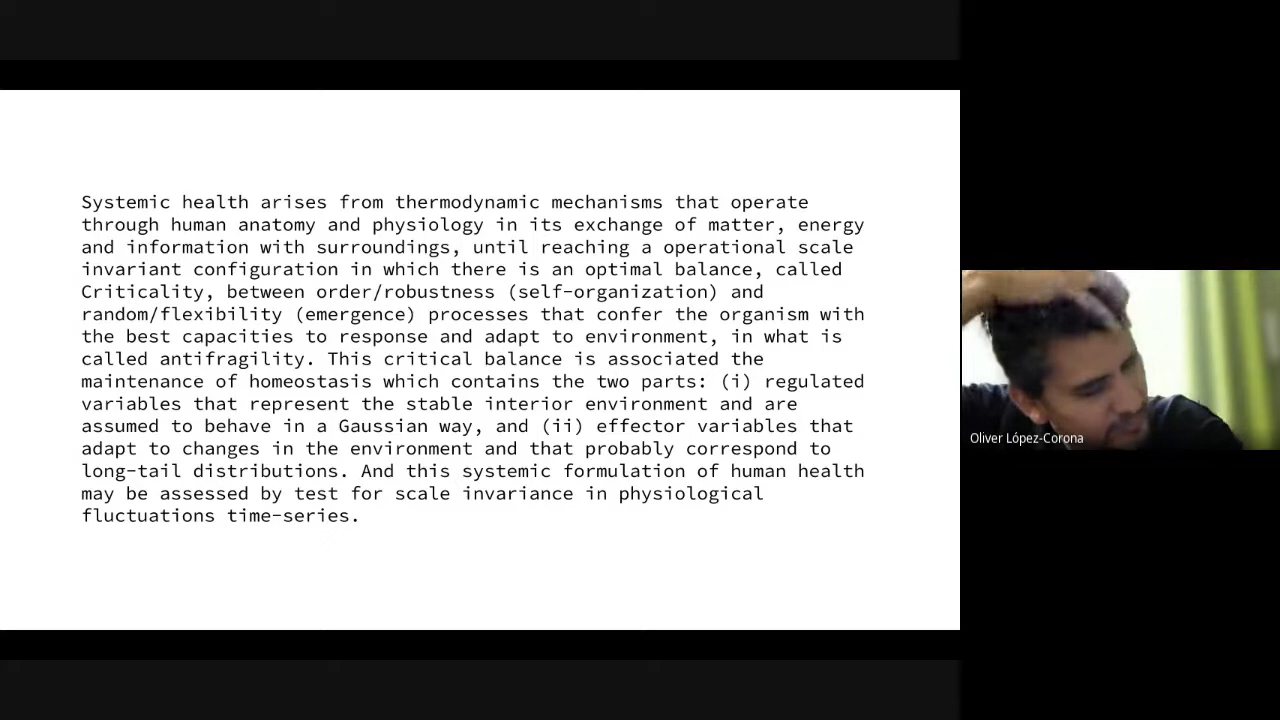 Systemic health arises from thermodynamic mechanisms that operate
through human anatomy and physiology in its exchange of matter, energy
and information with surroundings, until reaching a operational scale
invariant configuration in which there is an optimal balance, called
Criticality, between order/robustness (self-organization) and
random/flexibility (emergence) processes that confer the organism with
the best capacities to response and adapt to environment, in what is
called antifragility. This critical balance is associated the
maintenance of homeostasis which contains the two parts: (i) regulated
variables that represent the stable interior environment and are
assumed to behave in a Gaussian way, and (ii) effector variables that
adapt to changes in the environment and that probably correspond to
long-tail distributions. And this systemic formulation of human health
may be assessed by test for scale invariance in physiological
fluctuations time-series.
Oliver López-Corona